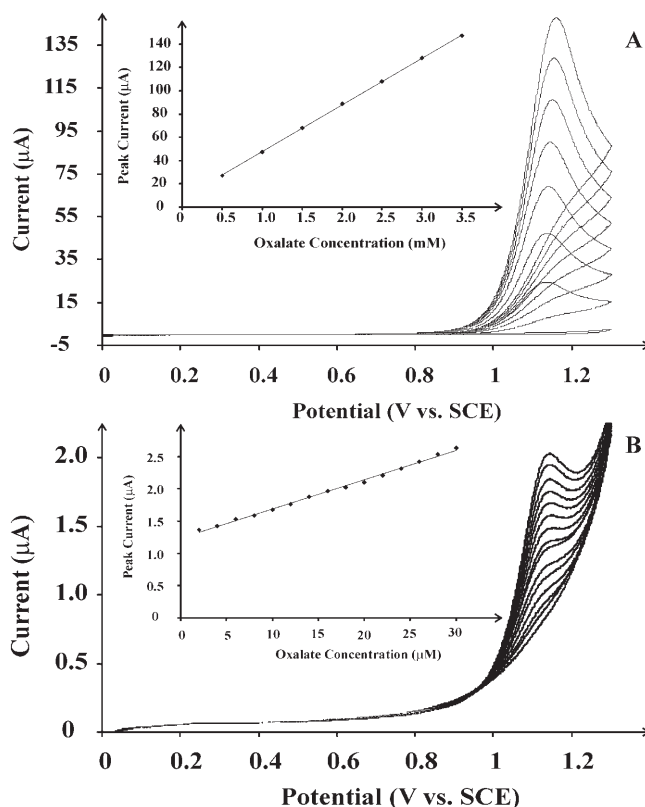 A
Current (μA)
135
115
95
75
55
35
15
-5
0 0.2 0.4 0.6 0.8 1 1.2
Potential (V vs. SCE)
Peak Current (μA)
140
120
100
80
60
40
20
0
0 0.5 1.0 1.5 2.0 2.5 3.0 3.5
Oxalate Concentration (mM)
B
Current (μA)
2.0
1.5
1.0
0.5
0
0 0.2 0.4 0.6 0.8 1 1.2
Potential (V vs. SCE)
Peak Current (μA)
2.5
2.0
1.5
1.0
0.5
0
0 5 10 15 20 25 30
Oxalate Concentration (μM)